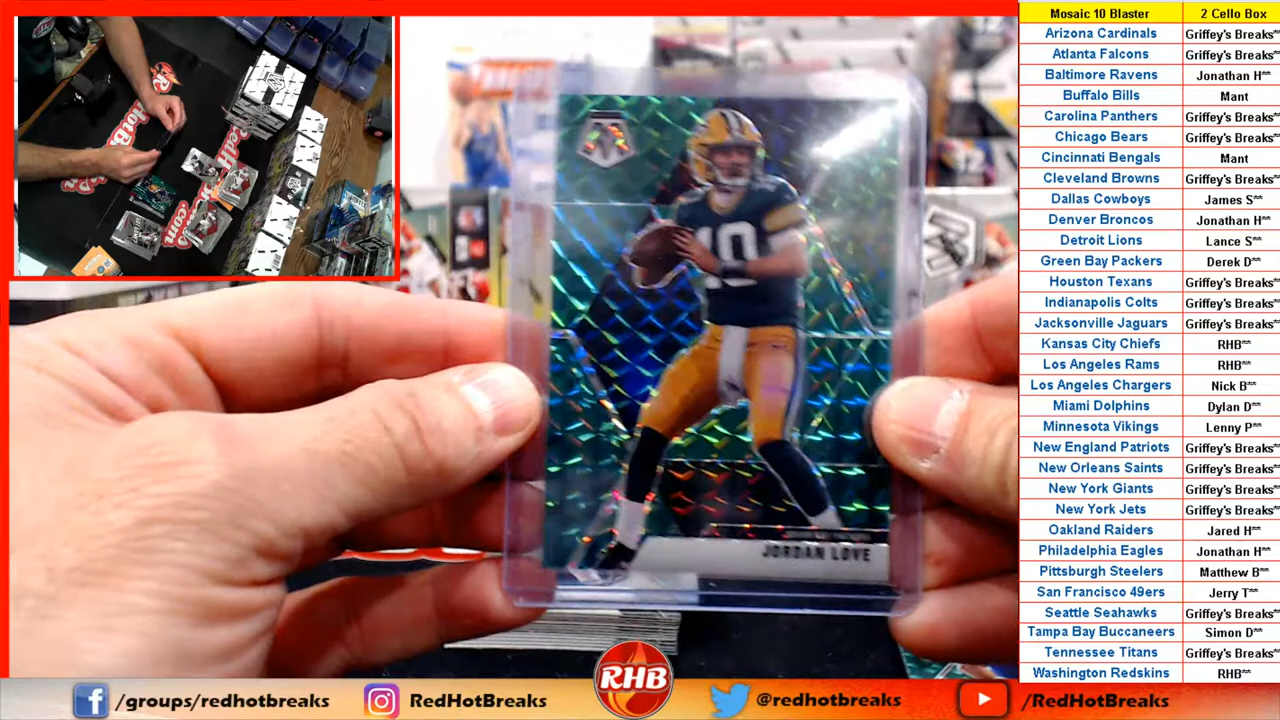 Mosaic 10 Blaster 2 Cello Box
Arizona Cardinals Griffey's Breaks**
Atlanta Falcons Griffey's Breaks**
Baltimore Ravens Jonathan H**
Buffalo Bills Mant
Carolina Panthers Griffey's Breaks**
Chicago Bears Griffey's Breaks**
Cincinnati Bengals Mant
Cleveland Browns Griffey's Breaks**
Dallas Cowboys James S**
Denver Broncos Jonathan H**
Detroit Lions Lance S**
Green Bay Packers Derek D**
Houston Texans Griffey's Breaks**
Indianapolis Colts Griffey's Breaks**
Jacksonville Jaguars Griffey's Breaks**
Kansas City Chiefs RHB**
Los Angeles Rams RHB**
Los Angeles Chargers Nick B**
Miami Dolphins Dylan D**
Minnesota Vikings Lenny P**
New England Patriots Griffey's Breaks**
New Orleans Saints Griffey's Breaks**
New York Giants Griffey's Breaks**
New York Jets Griffey's Breaks**
Oakland Raiders Jared H**
Philadelphia Eagles Jonathan H**
Pittsburgh Steelers Matthew B**
San Francisco 49ers Jerry T**
Seattle Seahawks Griffey's Breaks**
Tampa Bay Buccaneers Simon D**
Tennessee Titans Griffey's Breaks**
Washington Redskins RHB**
10
JORDAN LOVE
/groups/redhotbreaks RedHotBreaks RHB @redhotbreaks /RedHotBreaks